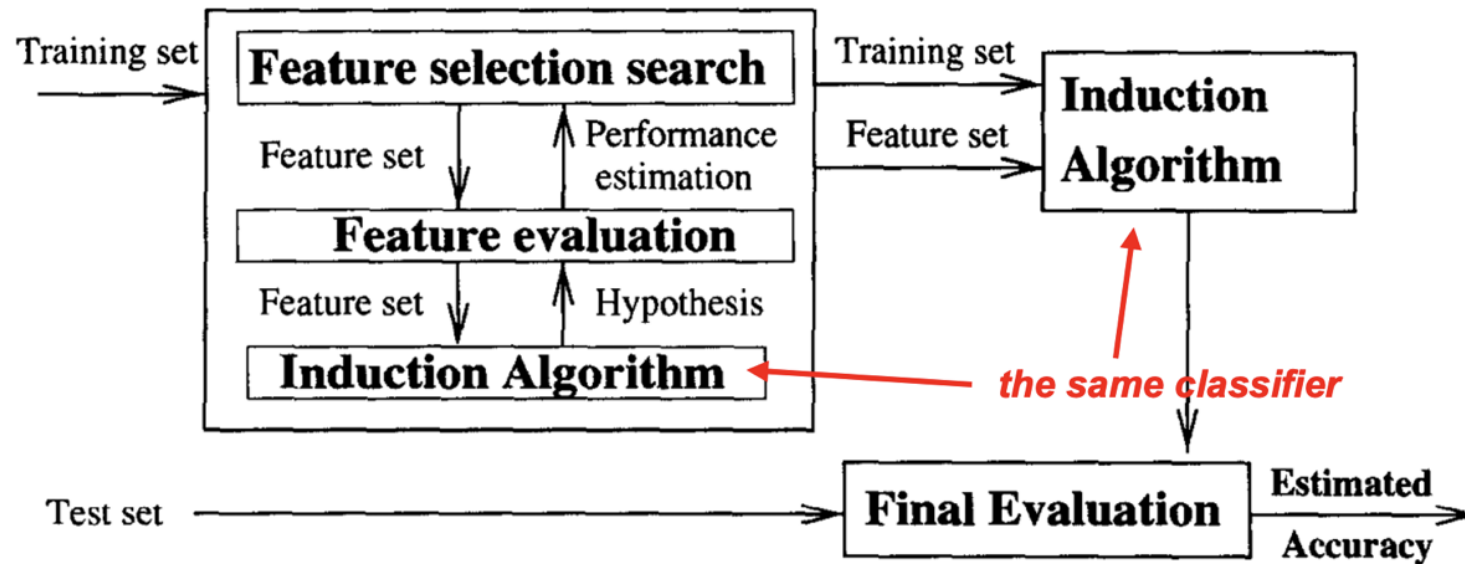 Training set
Feature selection search
Feature set
Performance
estimation
Feature evaluation
Feature set
Hypothesis
Induction Algorithm
Training set
Feature set
Induction
Algorithm
the same classifier
Test set
Final Evaluation
Estimated
Accuracy